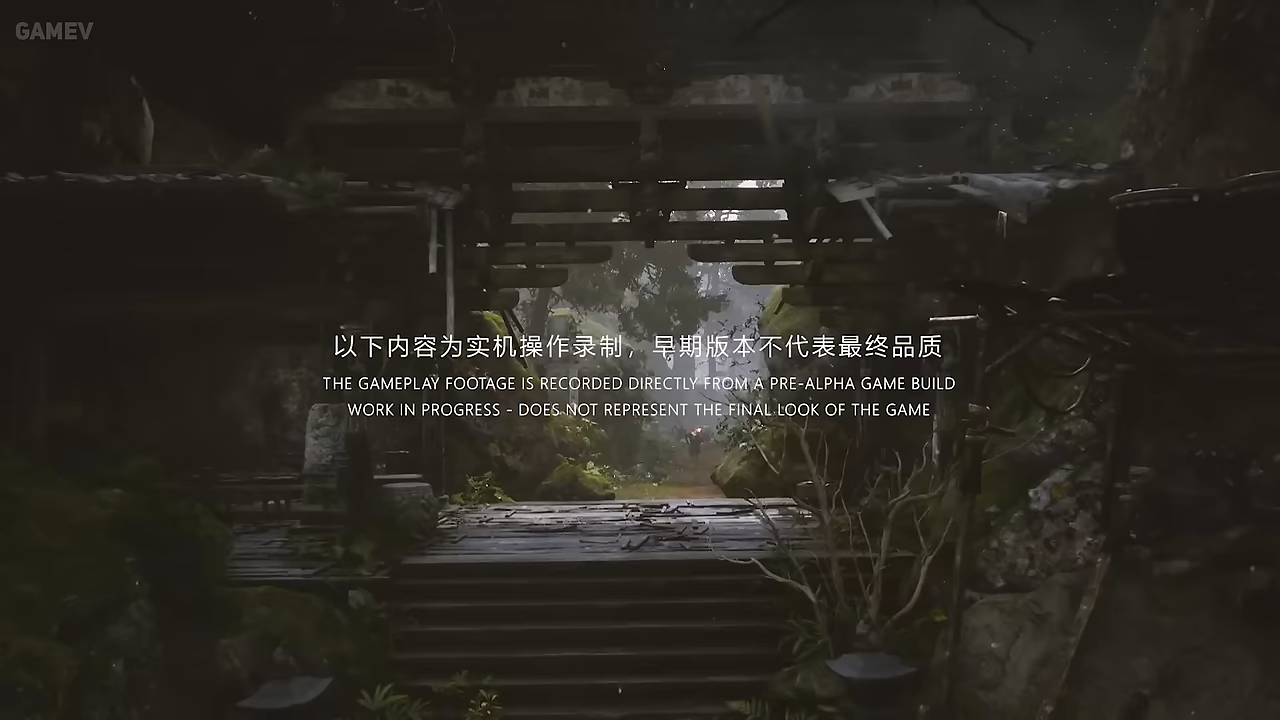 GAMEV
以下内容为实机操作录制，早期版本不代表最终品质
THE GAMEPLAY FOOTAGE IS RECORDED DIRECTLY FROM A PRE-ALPHA GAME BUILD
WORK IN PROGRESS - DOES NOT REPRESENT THE FINAL LOOK OF THE GAME